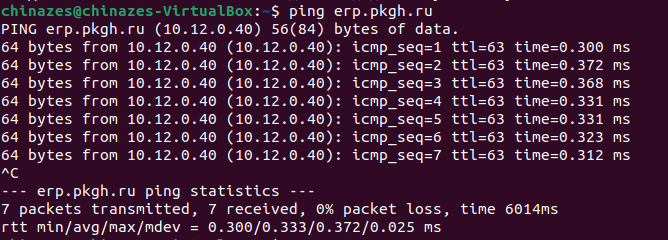 chinazes@chinazes-VirtualBox:~$ ping erp.pkgh.ru
PING erp.pkgh.ru (10.12.0.40) 56(84) bytes of data.
64 bytes from 10.12.0.40 (10.12.0.40): icmp_seq=1 ttl=63 time=0.300 ms
64 bytes from 10.12.0.40 (10.12.0.40): icmp_seq=2 ttl=63 time=0.372 ms
64 bytes from 10.12.0.40 (10.12.0.40): icmp_seq=3 ttl=63 time=0.368 ms
64 bytes from 10.12.0.40 (10.12.0.40): icmp_seq=4 ttl=63 time=0.331 ms
64 bytes from 10.12.0.40 (10.12.0.40): icmp_seq=5 ttl=63 time=0.331 ms
64 bytes from 10.12.0.40 (10.12.0.40): icmp_seq=6 ttl=63 time=0.323 ms
64 bytes from 10.12.0.40 (10.12.0.40): icmp_seq=7 ttl=63 time=0.312 ms
^C
--- erp.pkgh.ru ping statistics ---
7 packets transmitted, 7 received, 0% packet loss, time 6014ms
rtt min/avg/max/mdev = 0.300/0.333/0.372/0.025 ms